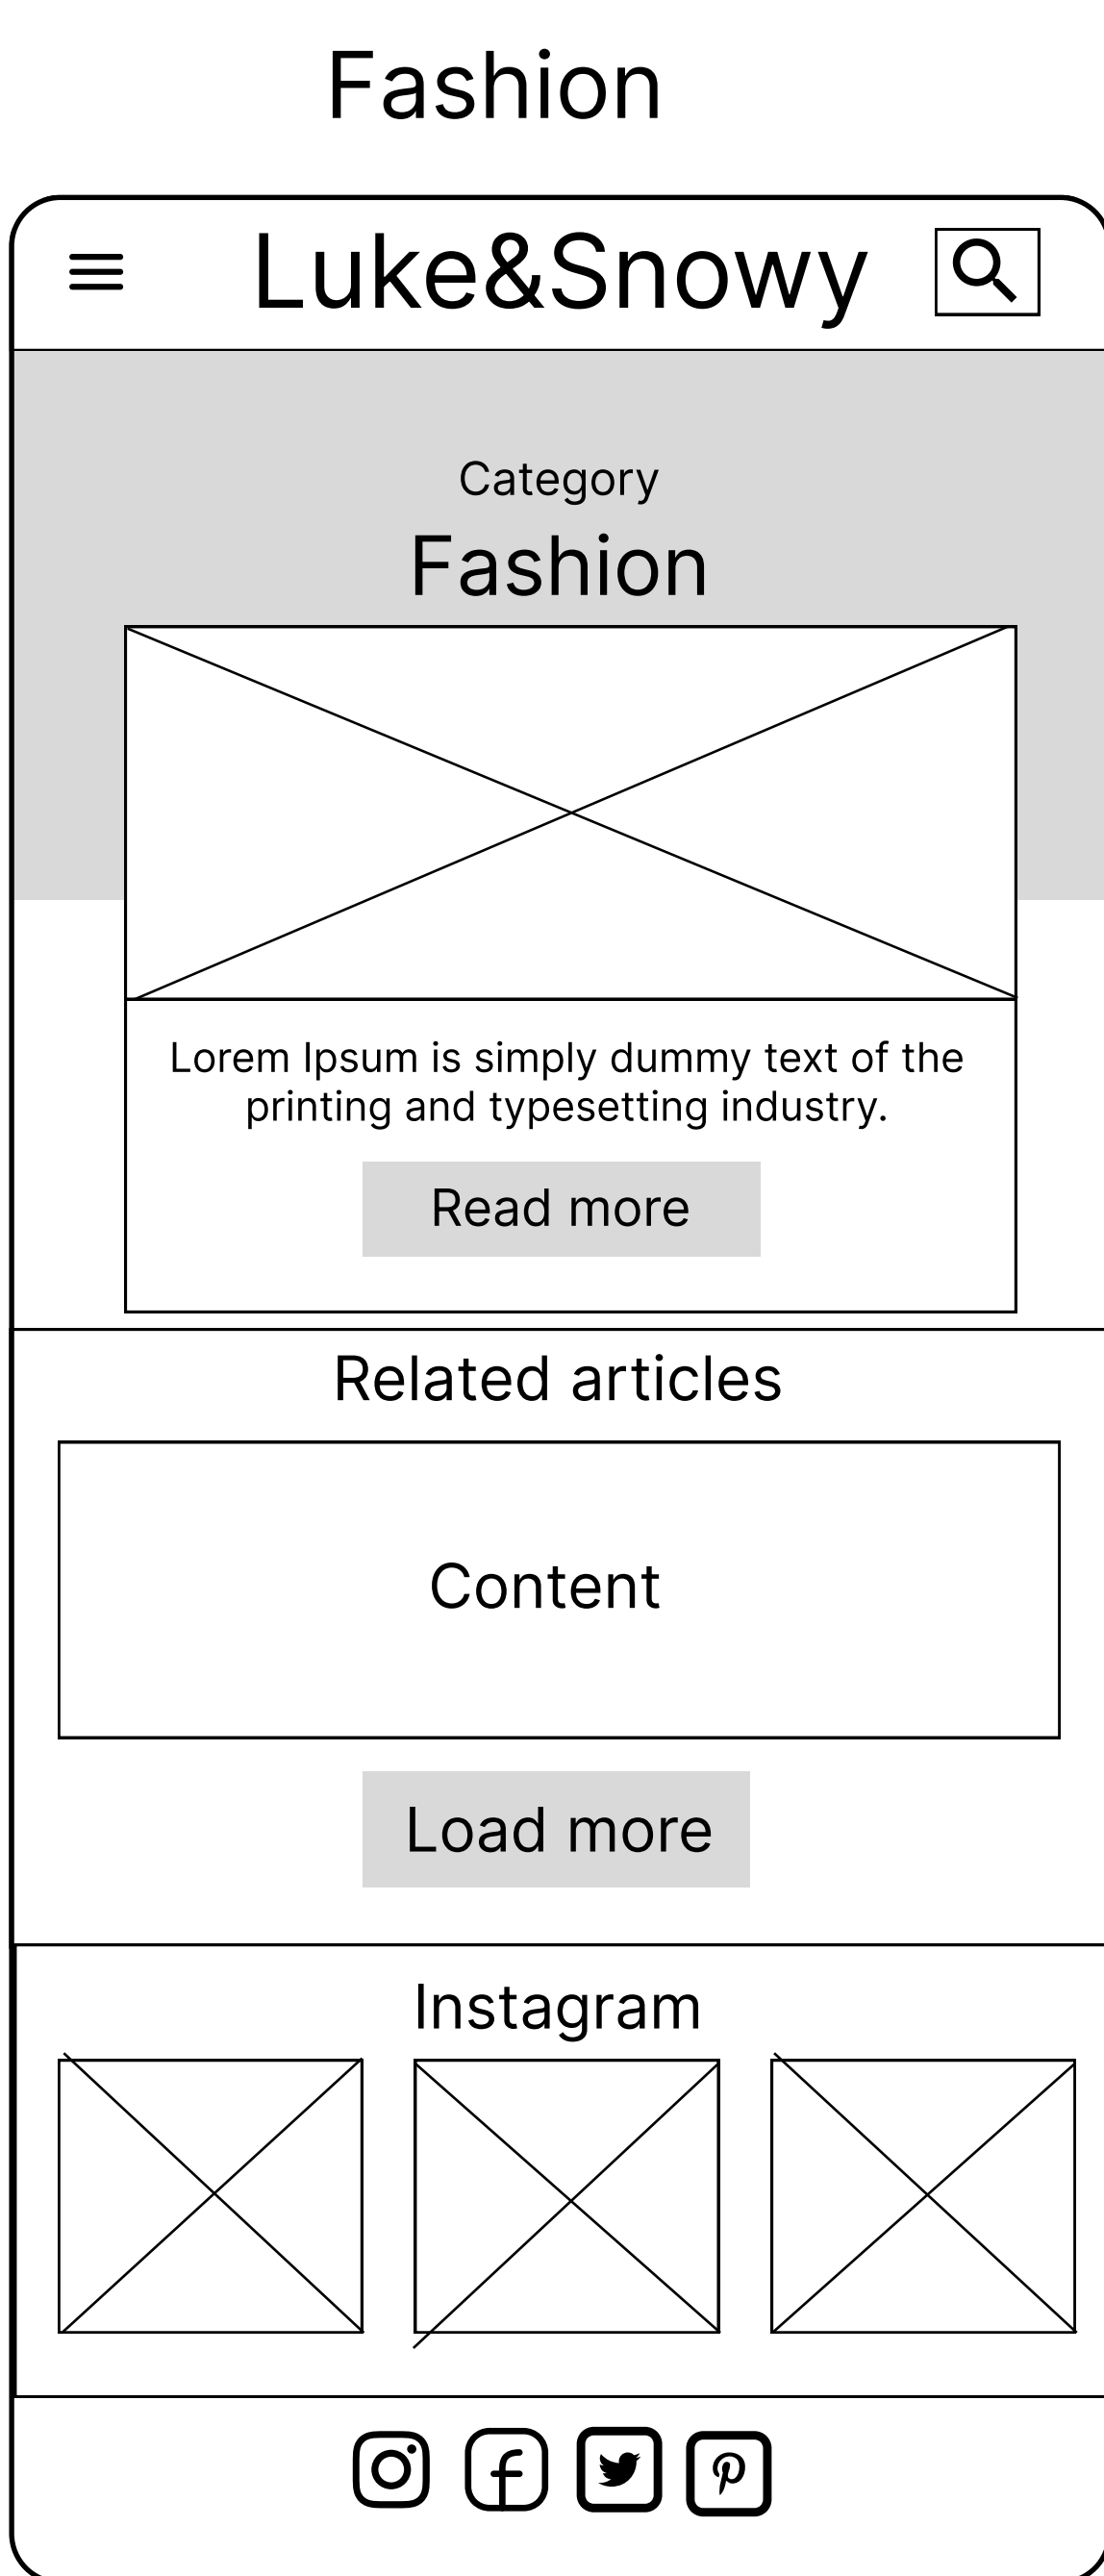 Fashion
Luke&Snowy
Category
Fashion
Lorem Ipsum is simply dummy text of the
printing and typesetting industry.
Read more
Related articles
Content
Load more
Instagram